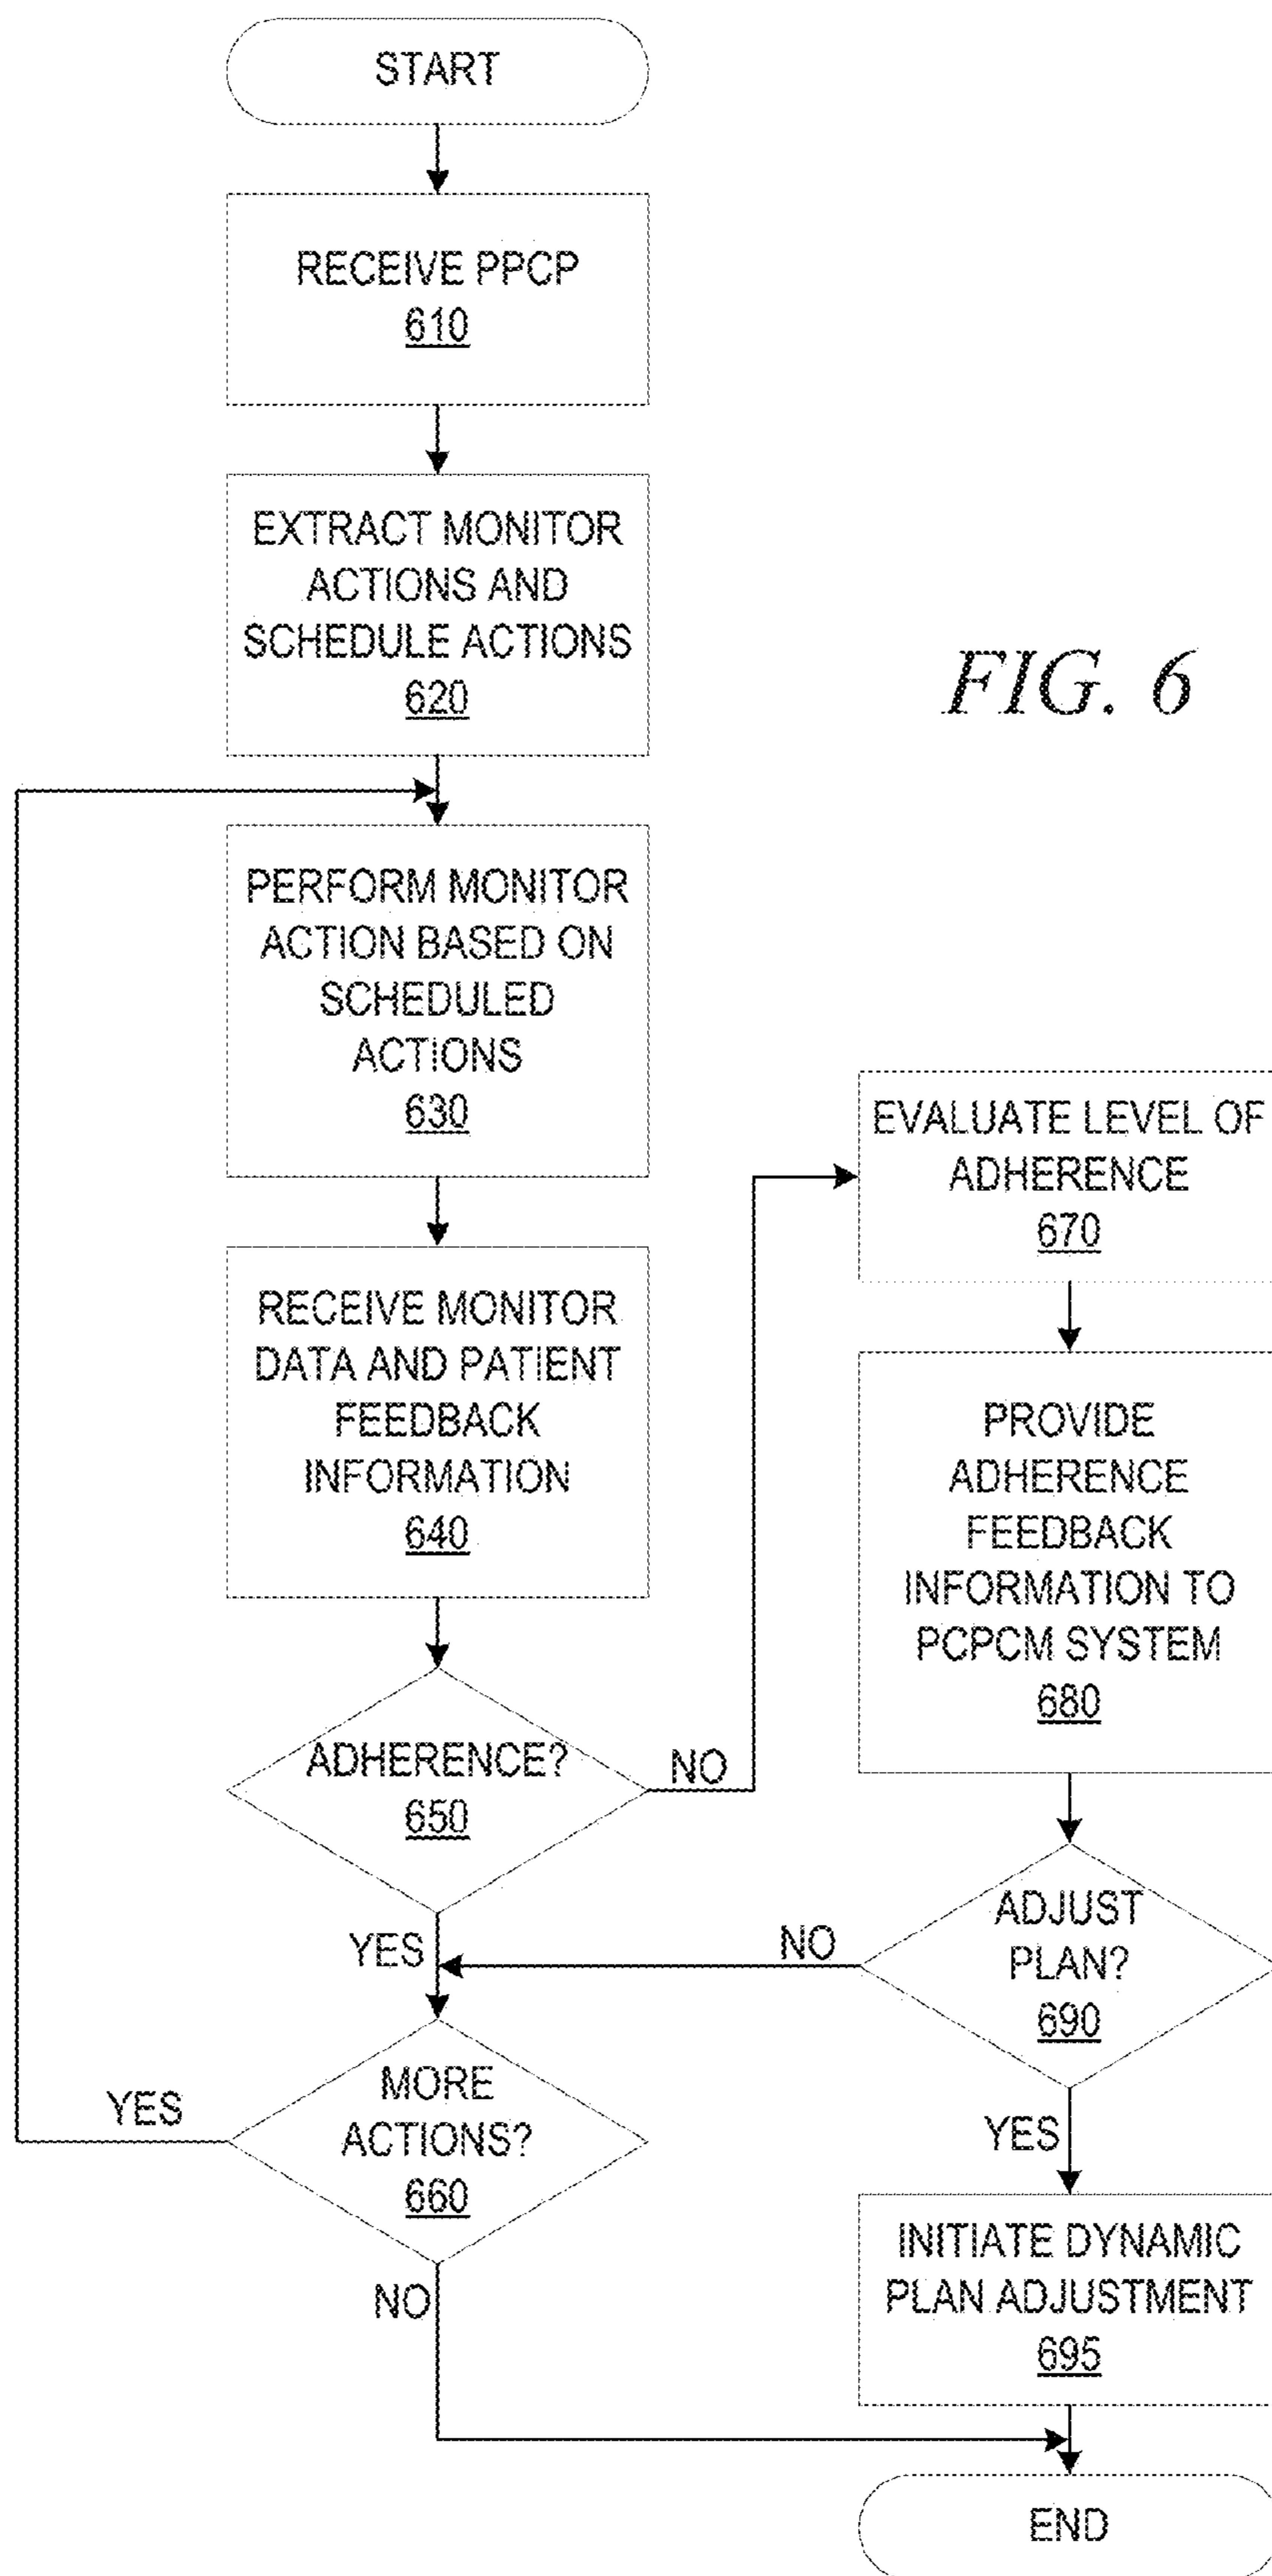 START
RECEIVE PPCP
610
EXTRACT MONITOR
ACTIONS AND
SCHEDULE ACTIONS
620
FIG. 6
PERFORM MONITOR
ACTION BASED ON
SCHEDULED
ACTIONS
630
RECEIVE MONITOR
DATA AND PATIENT
FEEDBACK
INFORMATION
640
ADHERENCE?
650
NO
YES
MORE
ACTIONS?
660
YES
NO
EVALUATE LEVEL OF
ADHERENCE
670
PROVIDE
ADHERENCE
FEEDBACK
INFORMATION TO
PCPCM SYSTEM
680
ADJUST
PLAN?
690
NO
YES
INITIATE DYNAMIC
PLAN ADJUSTMENT
695
END